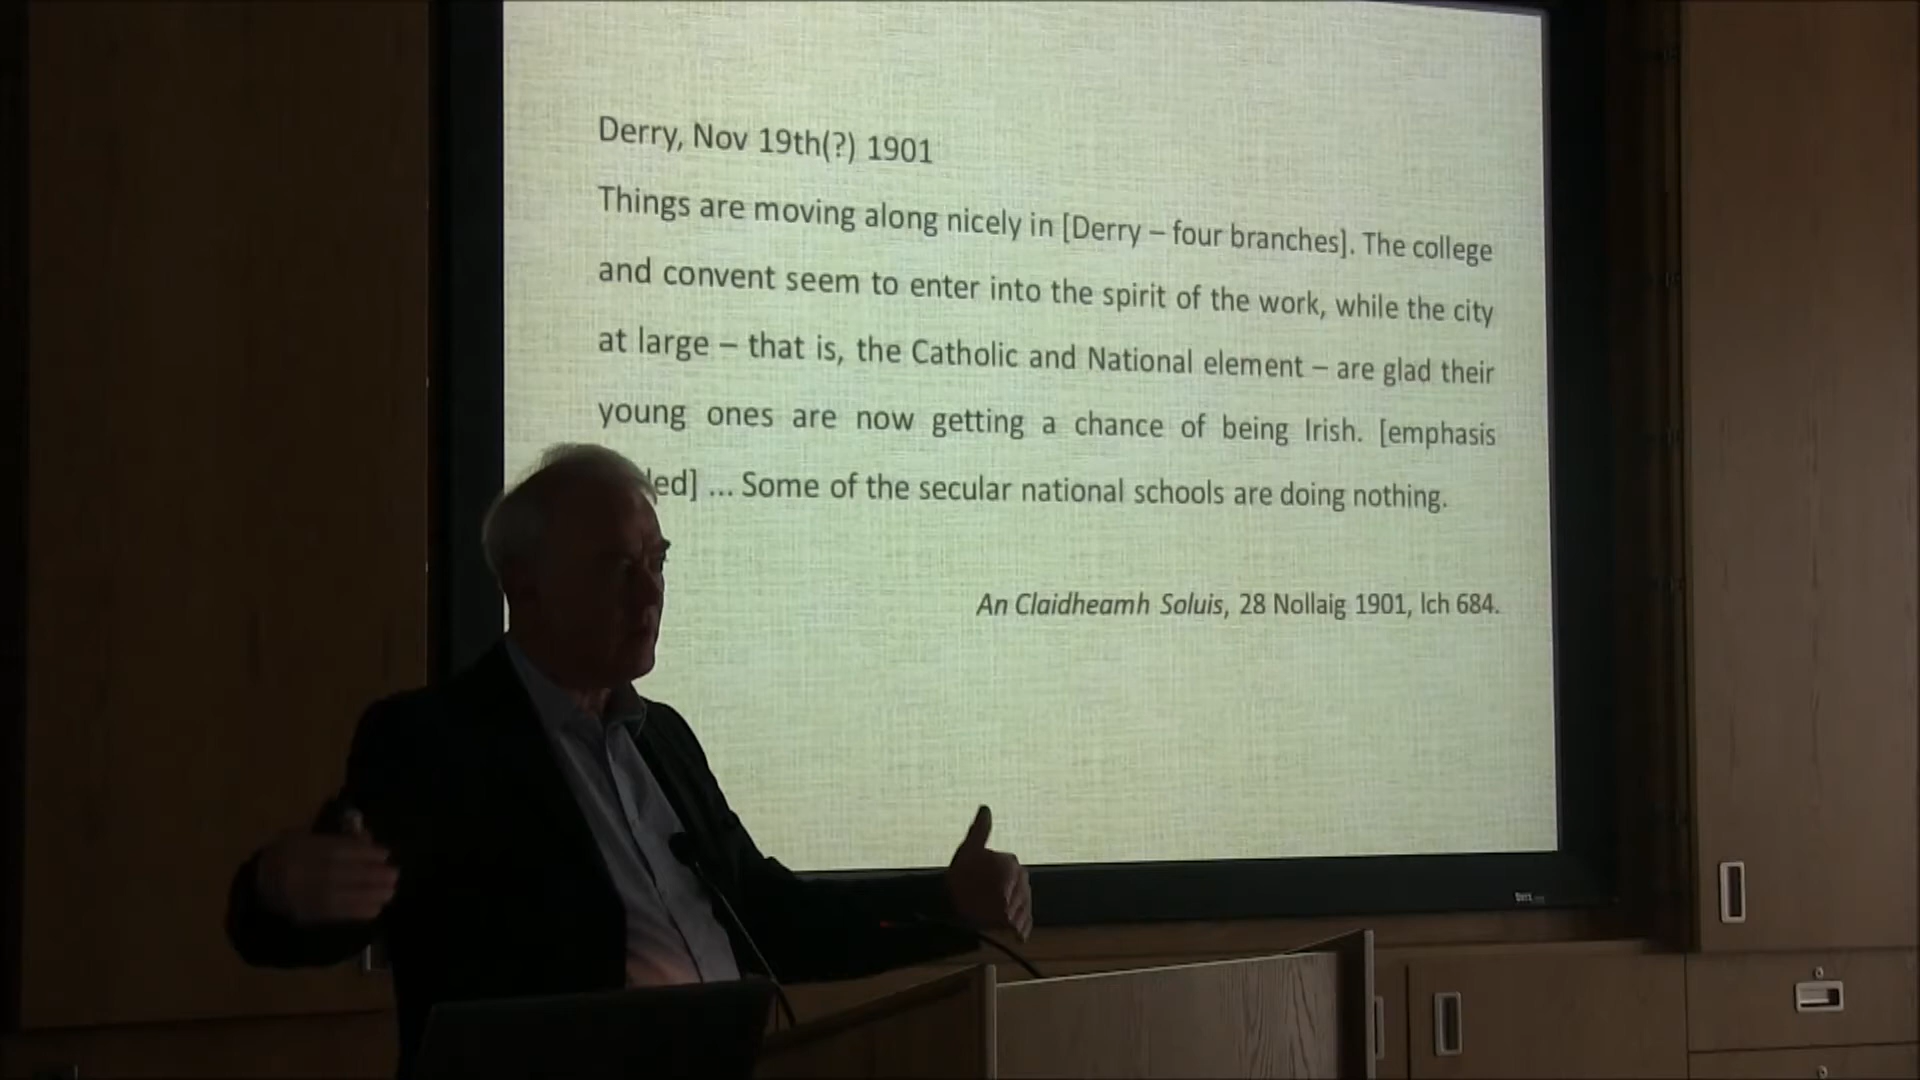 Derry, Nov 19th(?) 1901
Things are moving along nicely in [Derry – four branches]. The college
and convent seem to enter into the spirit of the work, while the city
at large – that is, the Catholic and National element – are glad their
young ones are now getting a chance of being Irish. [emphasis
ed] ... Some of the secular national schools are doing nothing.
An Claidheamh Soluis, 28 Nollaig 1901, lch 684.